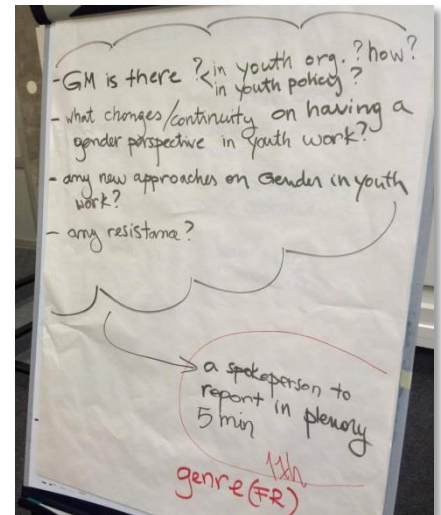 - GM is there ? < in youth org. ? how?
in youth policy ?
- what changes/continuity on having a
gender perspective in youth work?
- any new approaches on Gender in youth
work?
- any resistance?
a spokeperson to
report in plenary
5 min
11h
genre (FR)